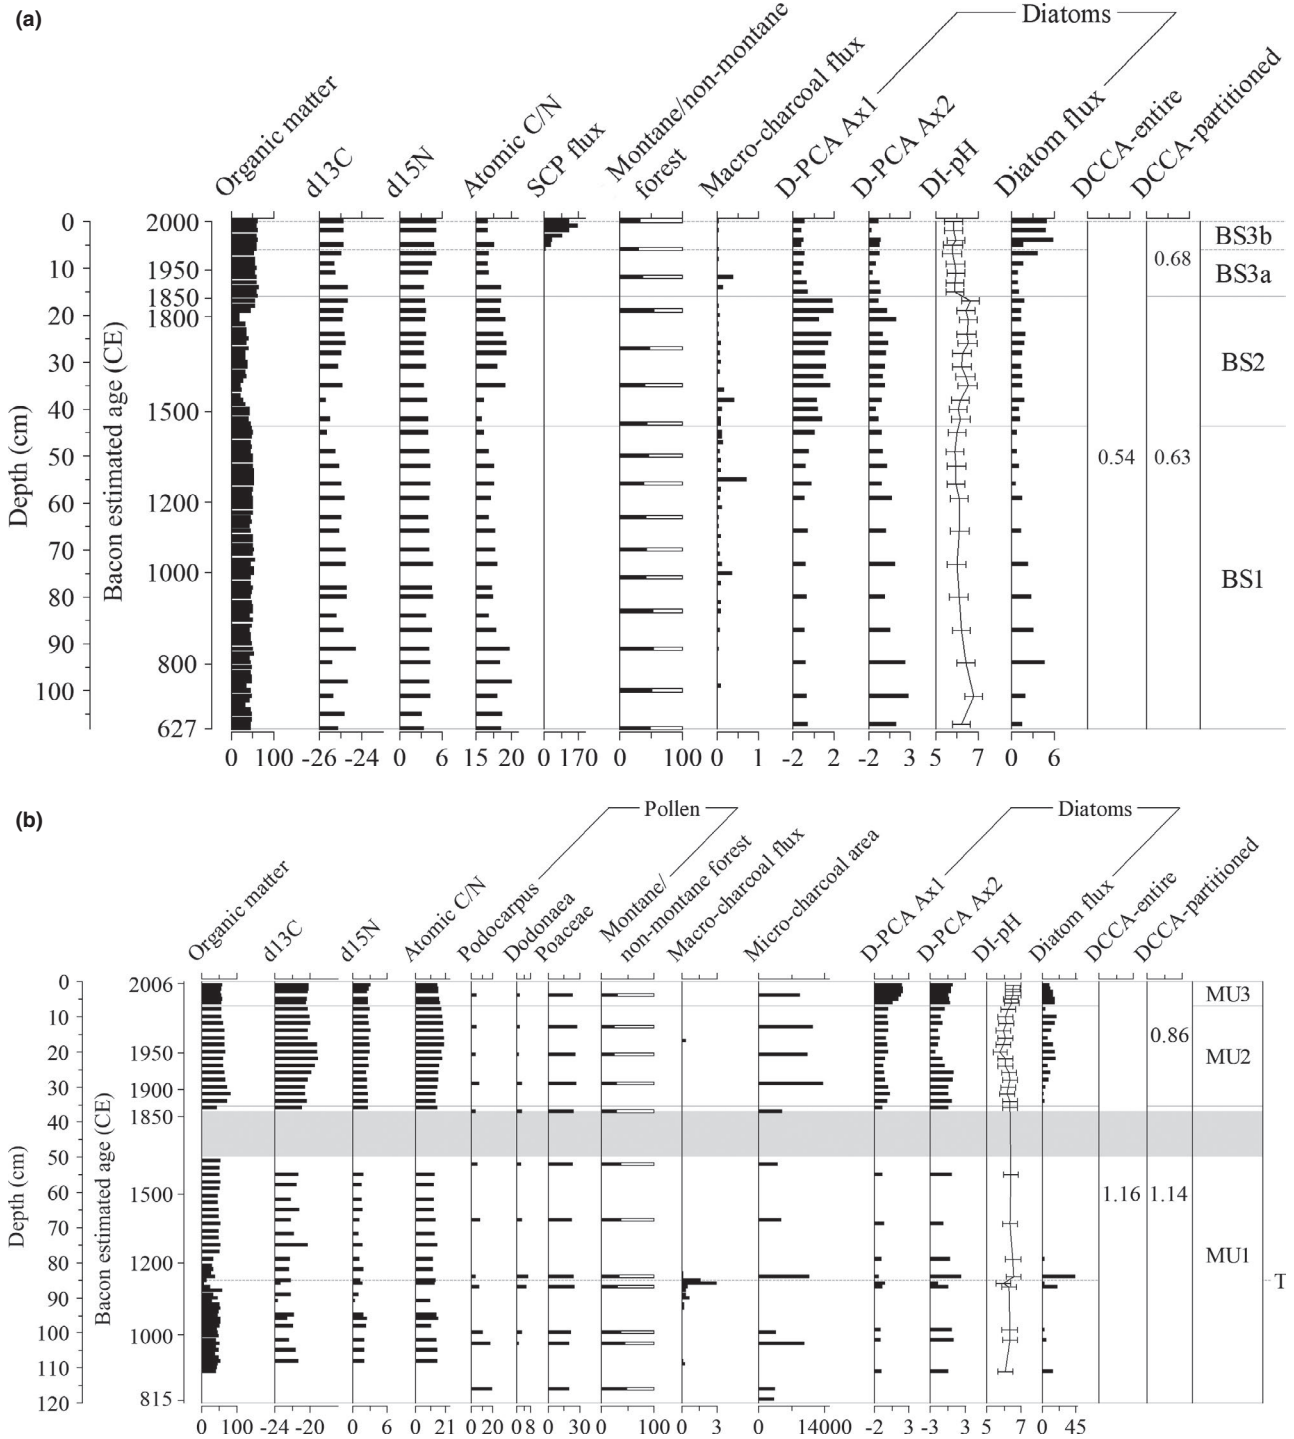 (a)
Diatoms
Organic matter
d13C
d15N
Atomic C/N
SCP flux
Montane/non-montane
forest
Macro-charcoal flux
D-PCA Ax1
D-PCA Ax2
DI-pH
Diatom flux
DCCA-entire
DCCA-partitioned
Depth (cm)
0
10
20
30
40
50
60
70
80
90
100
Bacon estimated age (CE)
2000
1950
1850
1800
1500
1200
1000
800
627
0.54
0.68
0.63
BS3b
BS3a
BS2
BS1
0 100 -26 -24 0 6 15 20 0 170 0 100 0 1 -2 2 -2 3 5 7 0 6
(b)
Pollen
Diatoms
Organic matter
d13C
d15N
Atomic C/N
Podocarpus
Dodonaea
Poaceae
Montane/
non-montane forest
Macro-charcoal flux
Micro-charcoal area
D-PCA Ax1
D-PCA Ax2
DI-pH
Diatom flux
DCCA-entire
DCCA-partitioned
Depth (cm)
0
10
20
30
40
50
60
70
80
90
100
110
120
Bacon estimated age (CE)
2006
1950
1900
1850
1500
1200
1000
815
1.16
0.86
1.14
MU3
MU2
MU1
T
0 100 -24 -20 0 6 0 21 0 20 0 8 0 30 0 100 0 3 0 14000 -2 3 -3 3 5 7 0 45